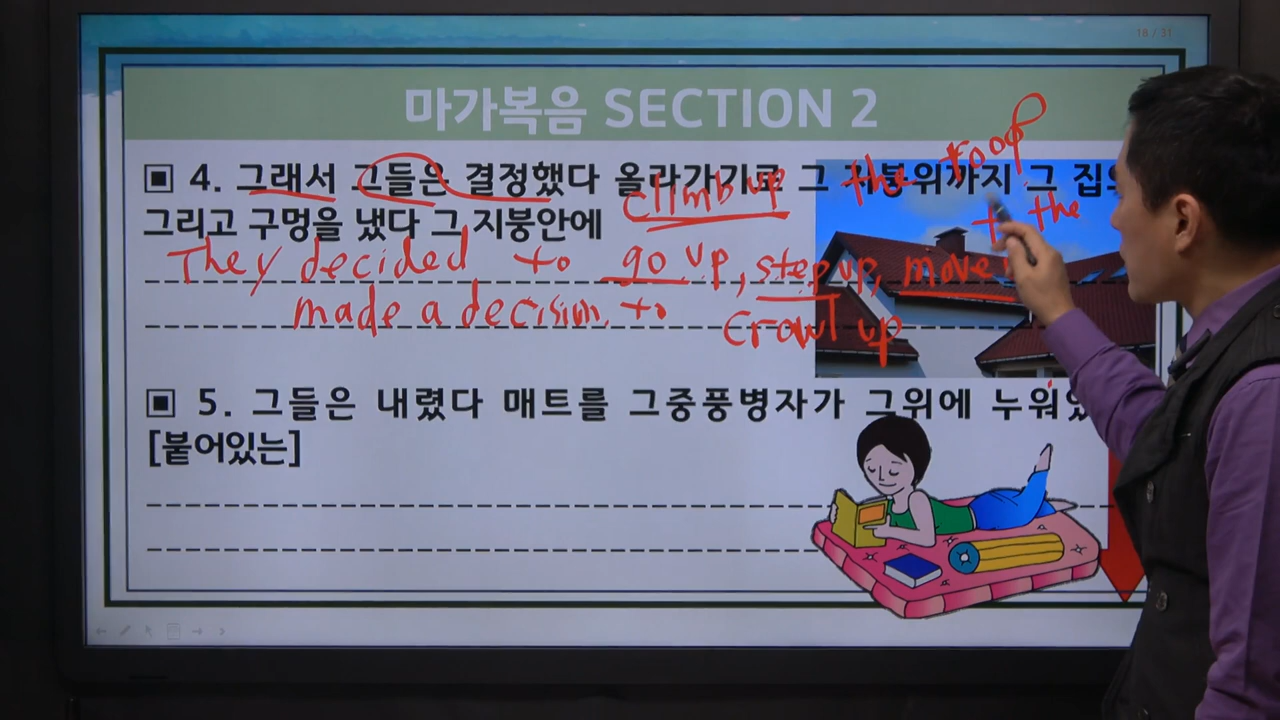 18 / 31
마가복음 SECTION 2
4. 그래서 그들은 결정했다 올라가기로 그 지붕위까지 그 집의
그리고 구멍을 냈다 그 지붕안에
climb up the roof
to the
They decided to go up, step up, move
made a decision to crawl up
5. 그들은 내렸다 매트를 그중풍병자가 그위에 누워있
[붙어있는]